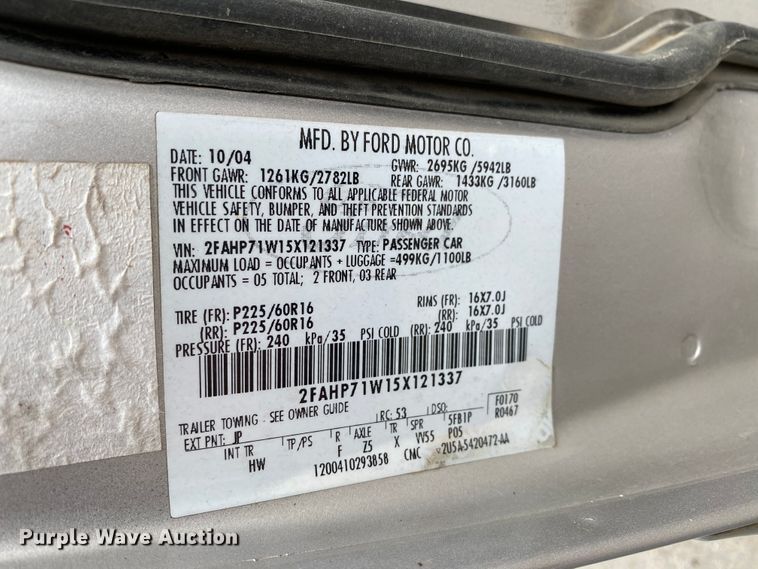 MFD. BY FORD MOTOR CO.
DATE: 10/04 GVWR: 2695KG /5942LB
FRONT GAWR: 1261KG/2782LB REAR GAWR: 1433KG /3160LB
THIS VEHICLE CONFORMS TO ALL APPLICABLE FEDERAL MOTOR
VEHICLE SAFETY, BUMPER, AND THEFT PREVENTION STANDARDS
IN EFFECT ON THE DATE OF MANUFACTURE SHOWN ABOVE.
VIN: 2FAHP71W15X121337 TYPE: PASSENGER CAR
MAXIMUM LOAD = OCCUPANTS + LUGGAGE =499KG/1100LB
OCCUPANTS = 05 TOTAL; 2 FRONT, 03 REAR
TIRE (FR): P225/60R16 RIMS (FR): 16X7.0J
(RR): P225/60R16 (RR): 16X7.0J
PRESSURE (FR): 240 kPa/35 PSI COLD (RR): 240 kPa/35 PSI COLD
2FAHP71W15X121337
TRAILER TOWING - SEE OWNER GUIDE
EXT PNT: JP RC: 53 DSO: F0170
INT TR TP/PS R AXLE TR SPR 5FB1P R0467
HW F Z5 X VV55 P05
1200410293858 CMC 2U5A-5420472-AA
Purple Wave Auction